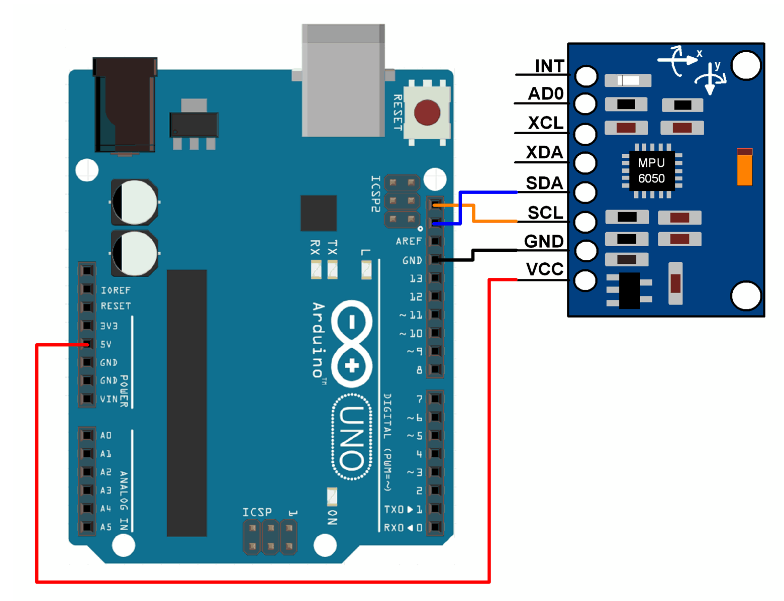 RESET
ICSP2
AREF
GND
13
12
~11
~10
~9
8
7
~6
~5
4
~3
2
TX0►1
RX0◄0
DIGITAL (PWM=~)
RX
TX
L
Arduino™
UNO
ON
ICSP
1
IOREF
RESET
3V3
5V
GND
GND
VIN
POWER
A0
A1
A2
A3
A4
A5
ANALOG IN
INT
AD0
XCL
XDA
SDA
SCL
GND
VCC
x
y
MPU
6050